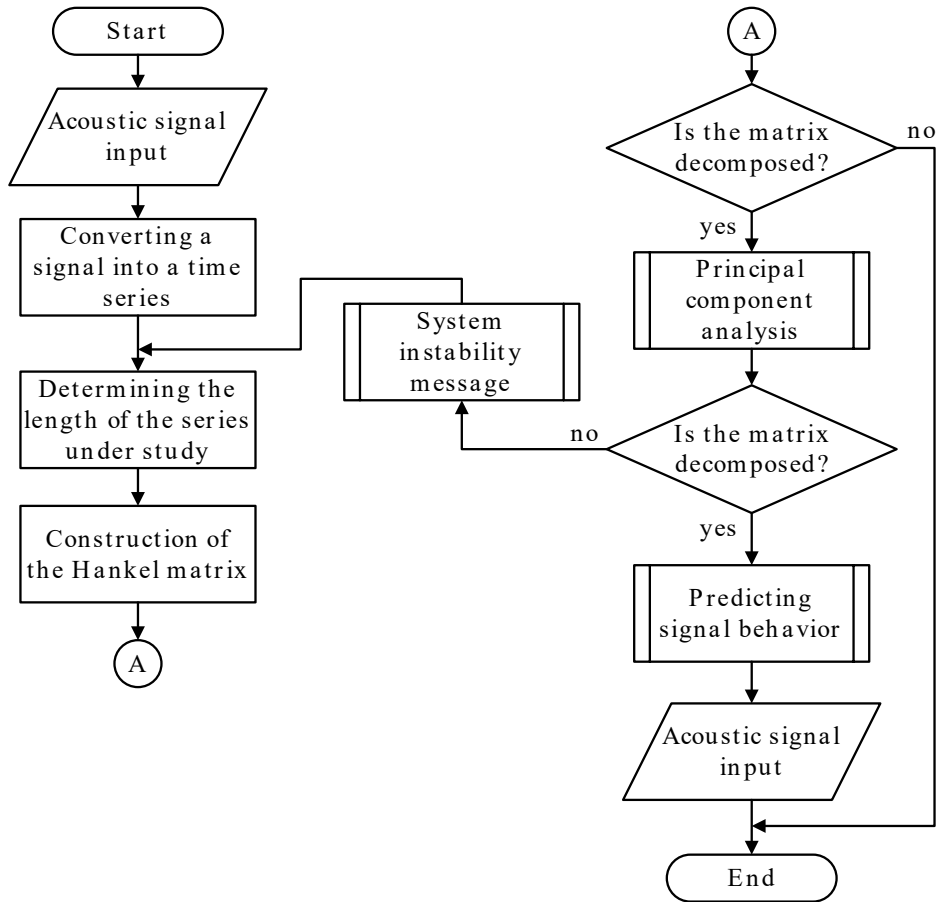 Start
Acoustic signal
input
Converting a
signal into a time
series
Determining the
length of the series
under study
Construction of
the Hankel matrix
A
System
instability
message
A
Is the matrix
decomposed?
no
yes
Principal
component
analysis
Is the matrix
decomposed?
no
yes
Predicting
signal behavior
Acoustic signal
input
End